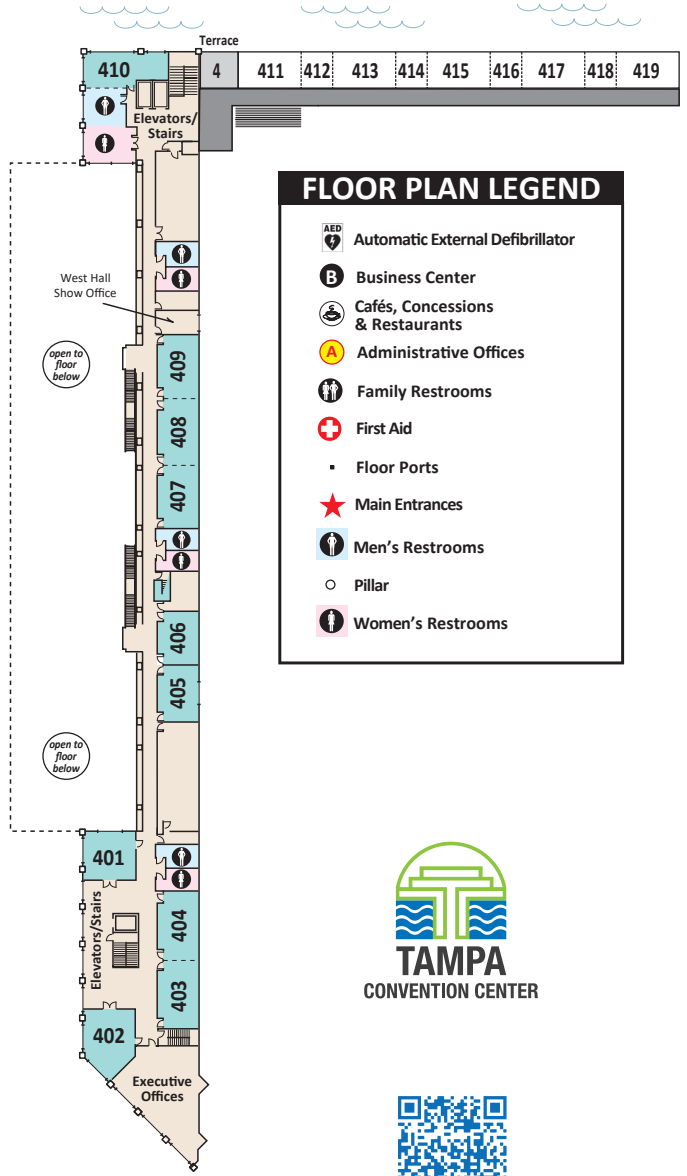 Terrace
410
4
411
412
413
414
415
416
417
418
419
Elevators/
Stairs
FLOOR PLAN LEGEND
AED
Automatic External Defibrillator
B
Business Center
Cafés, Concessions
& Restaurants
A
Administrative Offices
Family Restrooms
First Aid
Floor Ports
Main Entrances
Men's Restrooms
Pillar
Women's Restrooms
West Hall
Show Office
open to
floor
below
409
408
407
406
405
open to
floor
below
401
Elevators/Stairs
404
403
402
Executive
Offices
TAMPA
CONVENTION CENTER